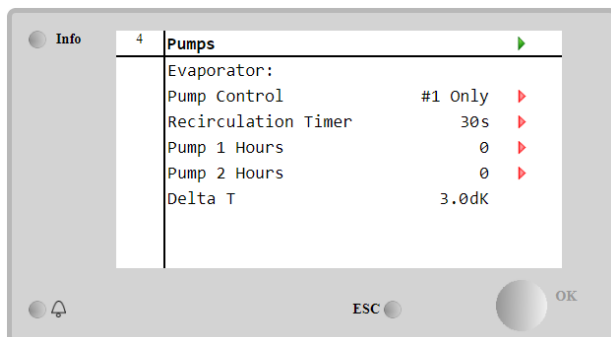 Info
4 Pumps
Evaporator:
Pump Control #1 Only
Recirculation Timer 30s
Pump 1 Hours 0
Pump 2 Hours 0
Delta T 3.0dK
ESC
OK